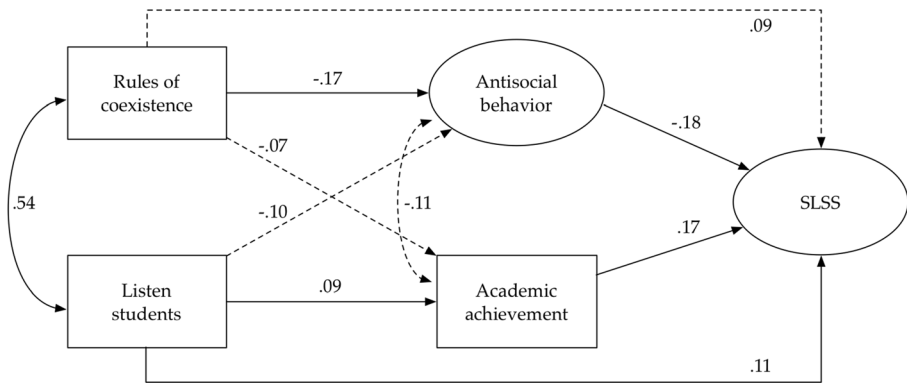 .09
Rules of
coexistence
-.17
Antisocial
behavior
-.18
-.07
.54
-.10
-.11
SLSS
.17
Listen
students
.09
Academic
achievement
.11